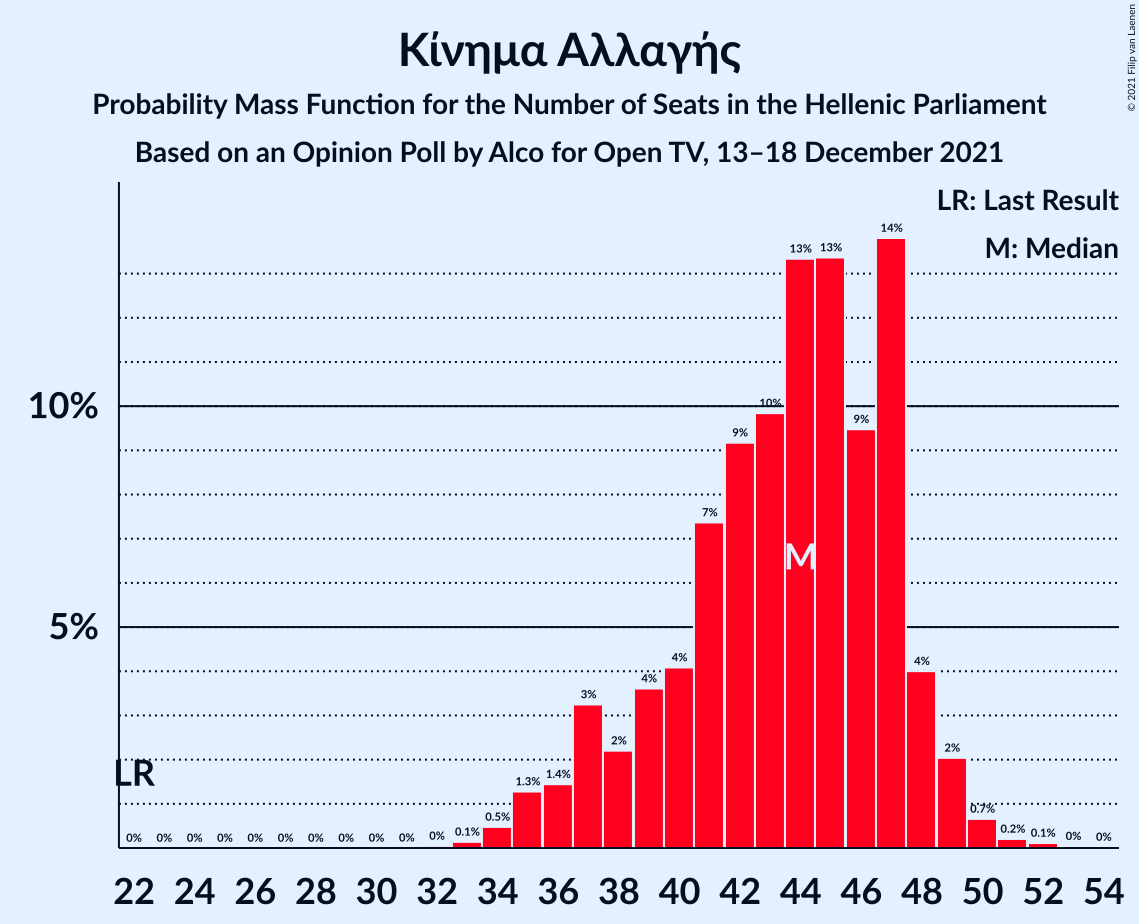 Κίνημα Αλλαγής
Probability Mass Function for the Number of Seats in the Hellenic Parliament
Based on an Opinion Poll by Alco for Open TV, 13–18 December 2021
© 2021 Filip van Laenen
LR: Last Result
M: Median
10%
5%
LR
M
0% 0% 0% 0% 0% 0% 0% 0% 0% 0% 0% 0.1% 0.5% 1.3% 1.4% 3% 2% 4% 4% 7% 9% 10% 13% 13% 9% 14% 4% 2% 0.7% 0.2% 0.1% 0% 0%
22 24 26 28 30 32 34 36 38 40 42 44 46 48 50 52 54